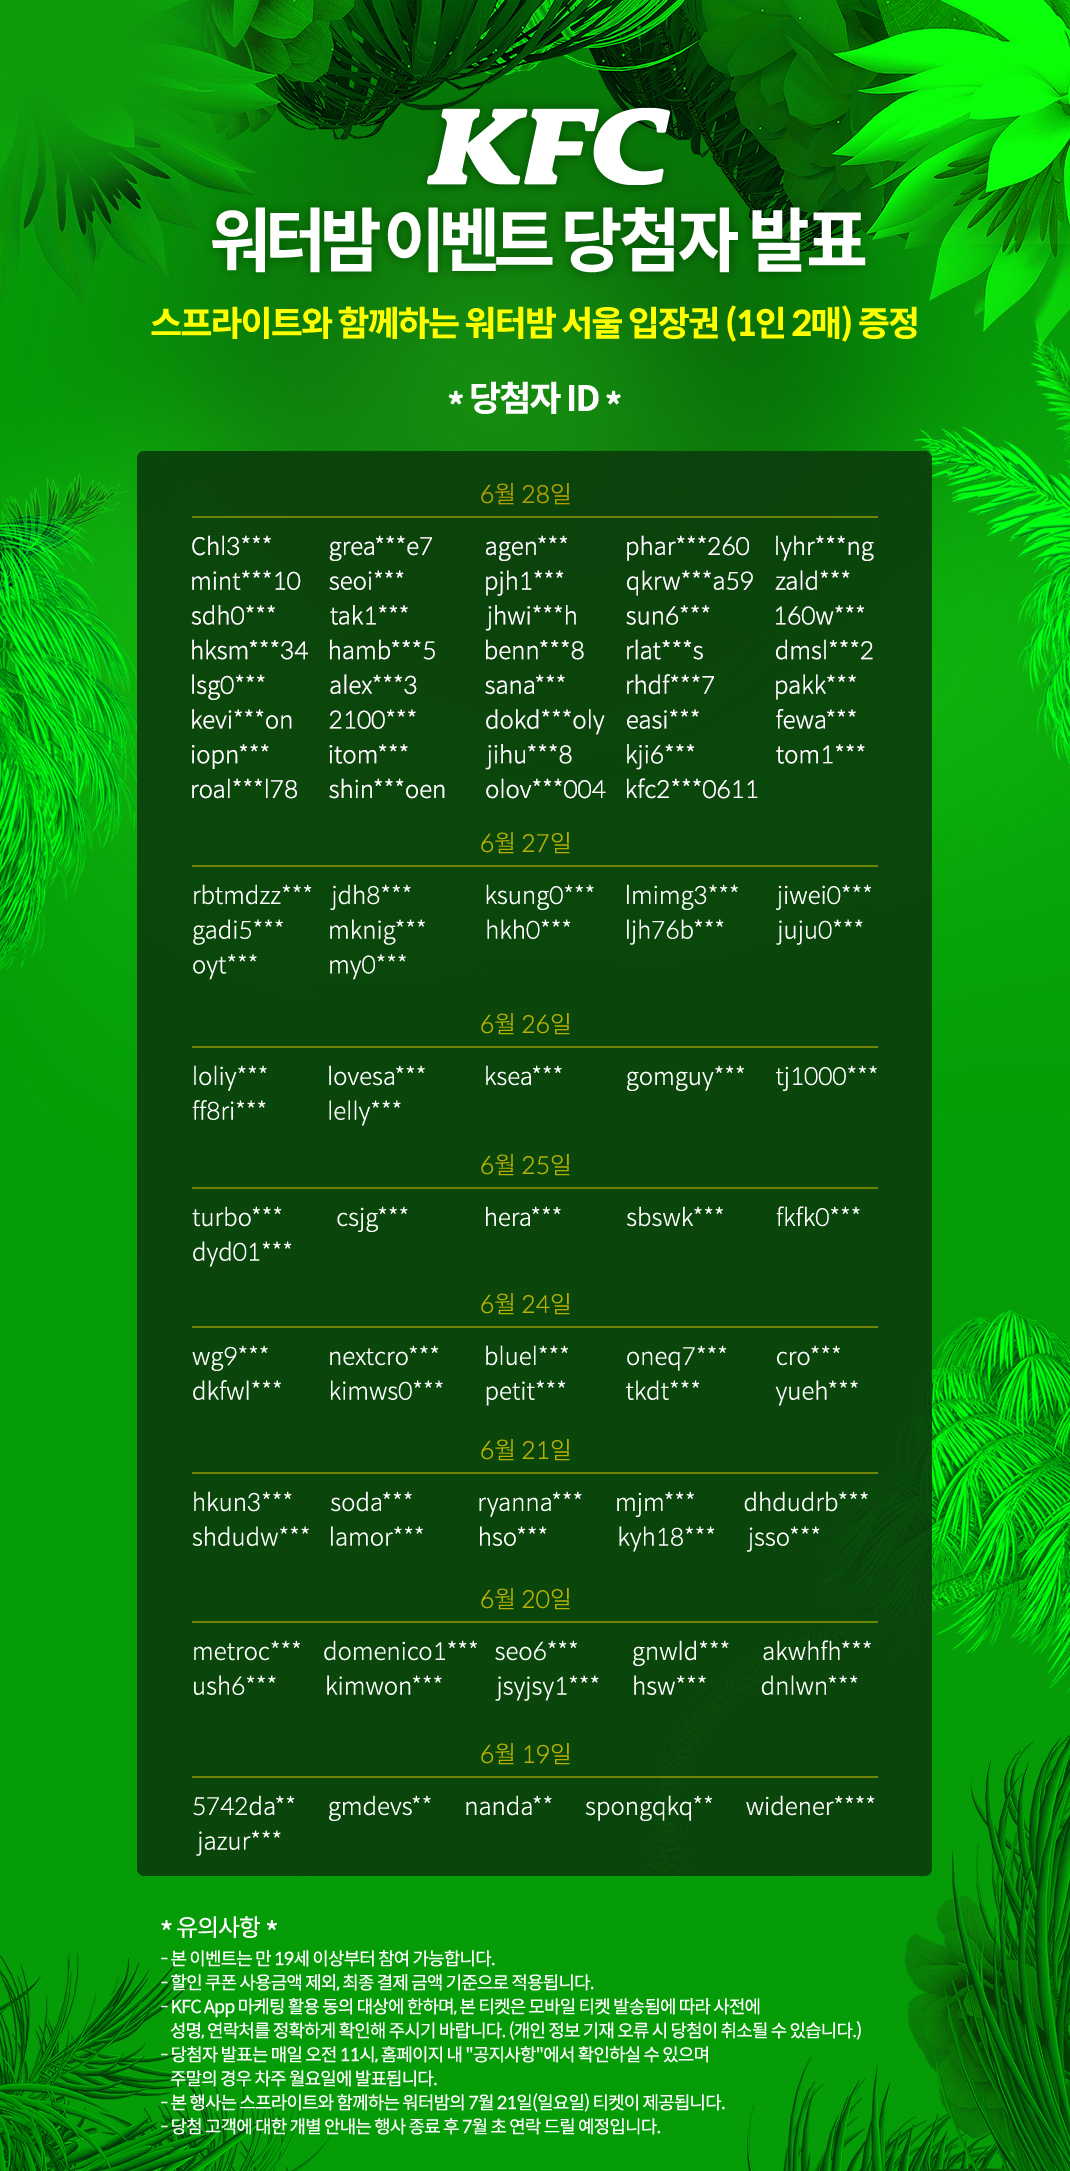 KFC
워터밤 이벤트 당첨자 발표
스프라이트와 함께하는 워터밤 서울 입장권 (1인 2매) 증정
* 당첨자 ID *
6월 28일
Chl3*** grea***e7 agen*** phar***260 lyhr***ng
mint***10 seoi*** pjh1*** qkrw***a59 zald***
sdh0*** tak1*** jhwi***h sun6*** 160w***
hksm***34 hamb***5 benn***8 rlat***s dmsl***2
lsg0*** alex***3 sana*** rhdf***7 pakk***
kevi***on 2100*** dokd***oly easi*** fewa***
iopn*** itom*** jihu***8 kji6*** tom1***
roal***l78 shin***oen olov***004 kfc2***0611
6월 27일
rbtmdzz*** jdh8*** ksung0*** lmimg3*** jiwei0***
gadi5*** mknig*** hkh0*** ljh76b*** juju0***
oyt*** my0***
6월 26일
loliy*** lovesa*** ksea*** gomguy*** tj1000***
ff8ri*** lelly***
6월 25일
turbo*** csjg*** hera*** sbswk*** fkfk0***
dyd01***
6월 24일
wg9*** nextcro*** bluel*** oneq7*** cro***
dkfwl*** kimws0*** petit*** tkdt*** yueh***
6월 21일
hkun3*** soda*** ryanna*** mjm*** dhdudrb***
shdudw*** lamor*** hso*** kyh18*** jsso***
6월 20일
metroc*** domenico1*** seo6*** gnwld*** akwhfh***
ush6*** kimwon*** jsyjsy1*** hsw*** dnlwn***
6월 19일
5742da** gmdevs** nanda** spongqkq** widener****
jazur***
* 유의사항 *
- 본 이벤트는 만 19세 이상부터 참여 가능합니다.
- 할인 쿠폰 사용금액 제외, 최종 결제 금액 기준으로 적용됩니다.
- KFC App 마케팅 활용 동의 대상에 한하며, 본 티켓은 모바일 티켓 발송됨에 따라 사전에
성명, 연락처를 정확하게 확인해 주시기 바랍니다. (개인 정보 기재 오류 시 당첨이 취소될 수 있습니다.)
- 당첨자 발표는 매일 오전 11시, 홈페이지 내 "공지사항"에서 확인하실 수 있으며
주말의 경우 차주 월요일에 발표됩니다.
- 본 행사는 스프라이트와 함께하는 워터밤의 7월 21일(일요일) 티켓이 제공됩니다.
- 당첨 고객에 대한 개별 안내는 행사 종료 후 7월 초 연락 드릴 예정입니다.